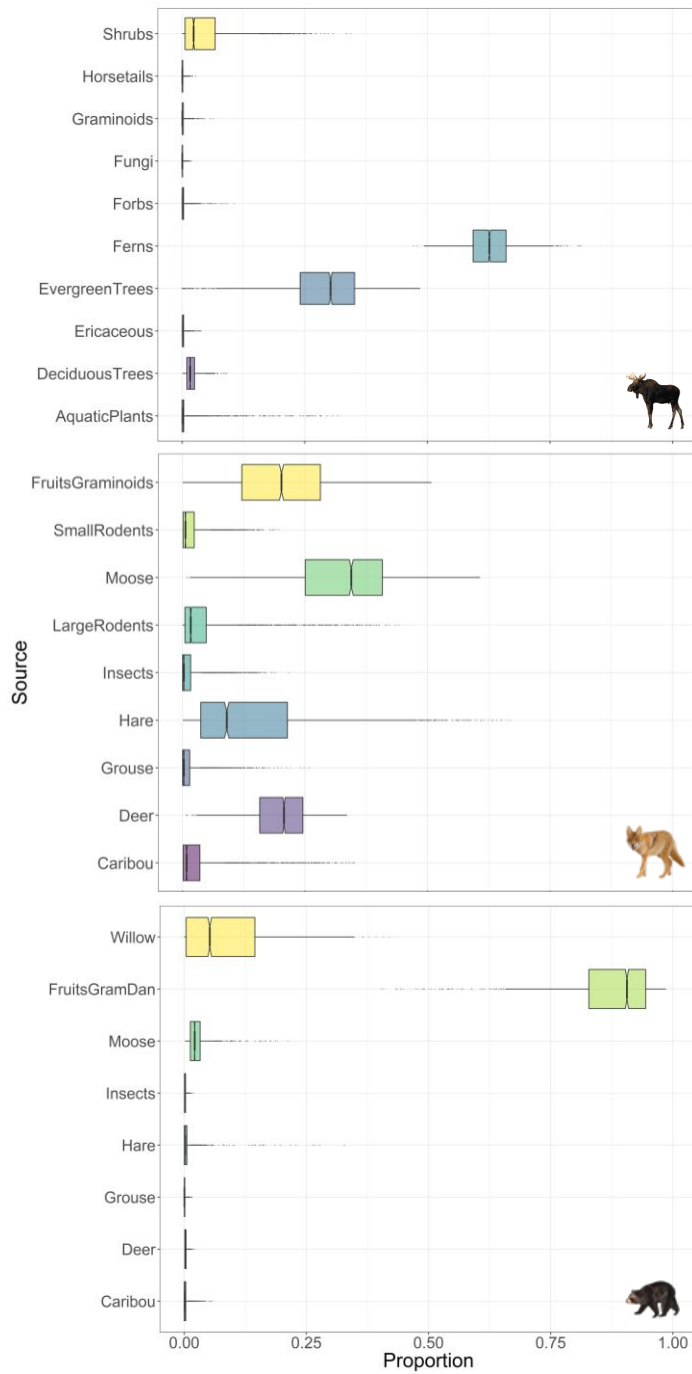 Shrubs
Horsetails
Graminoids
Fungi
Forbs
Ferns
EvergreenTrees
Ericaceous
DeciduousTrees
AquaticPlants
FruitsGraminoids
SmallRodents
Moose
LargeRodents
Insects
Hare
Grouse
Deer
Caribou
Source
Willow
FruitsGramDan
Moose
Insects
Hare
Grouse
Deer
Caribou
0.00 0.25 0.50 0.75 1.00
Proportion